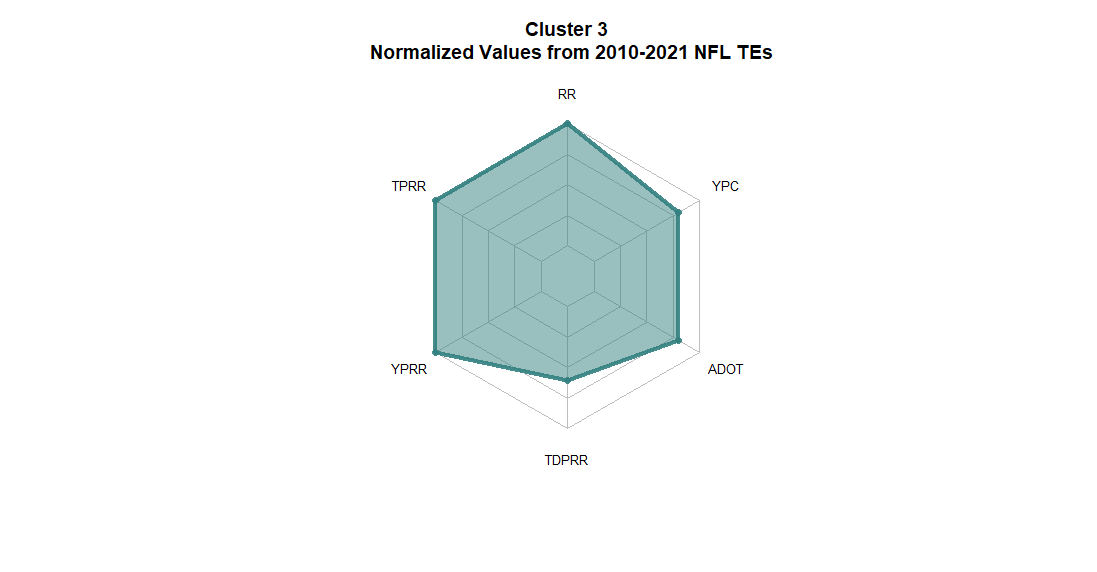 Cluster 3
Normalized Values from 2010-2021 NFL TEs
RR
TPRR
YPC
YPRR
ADOT
TDPRR